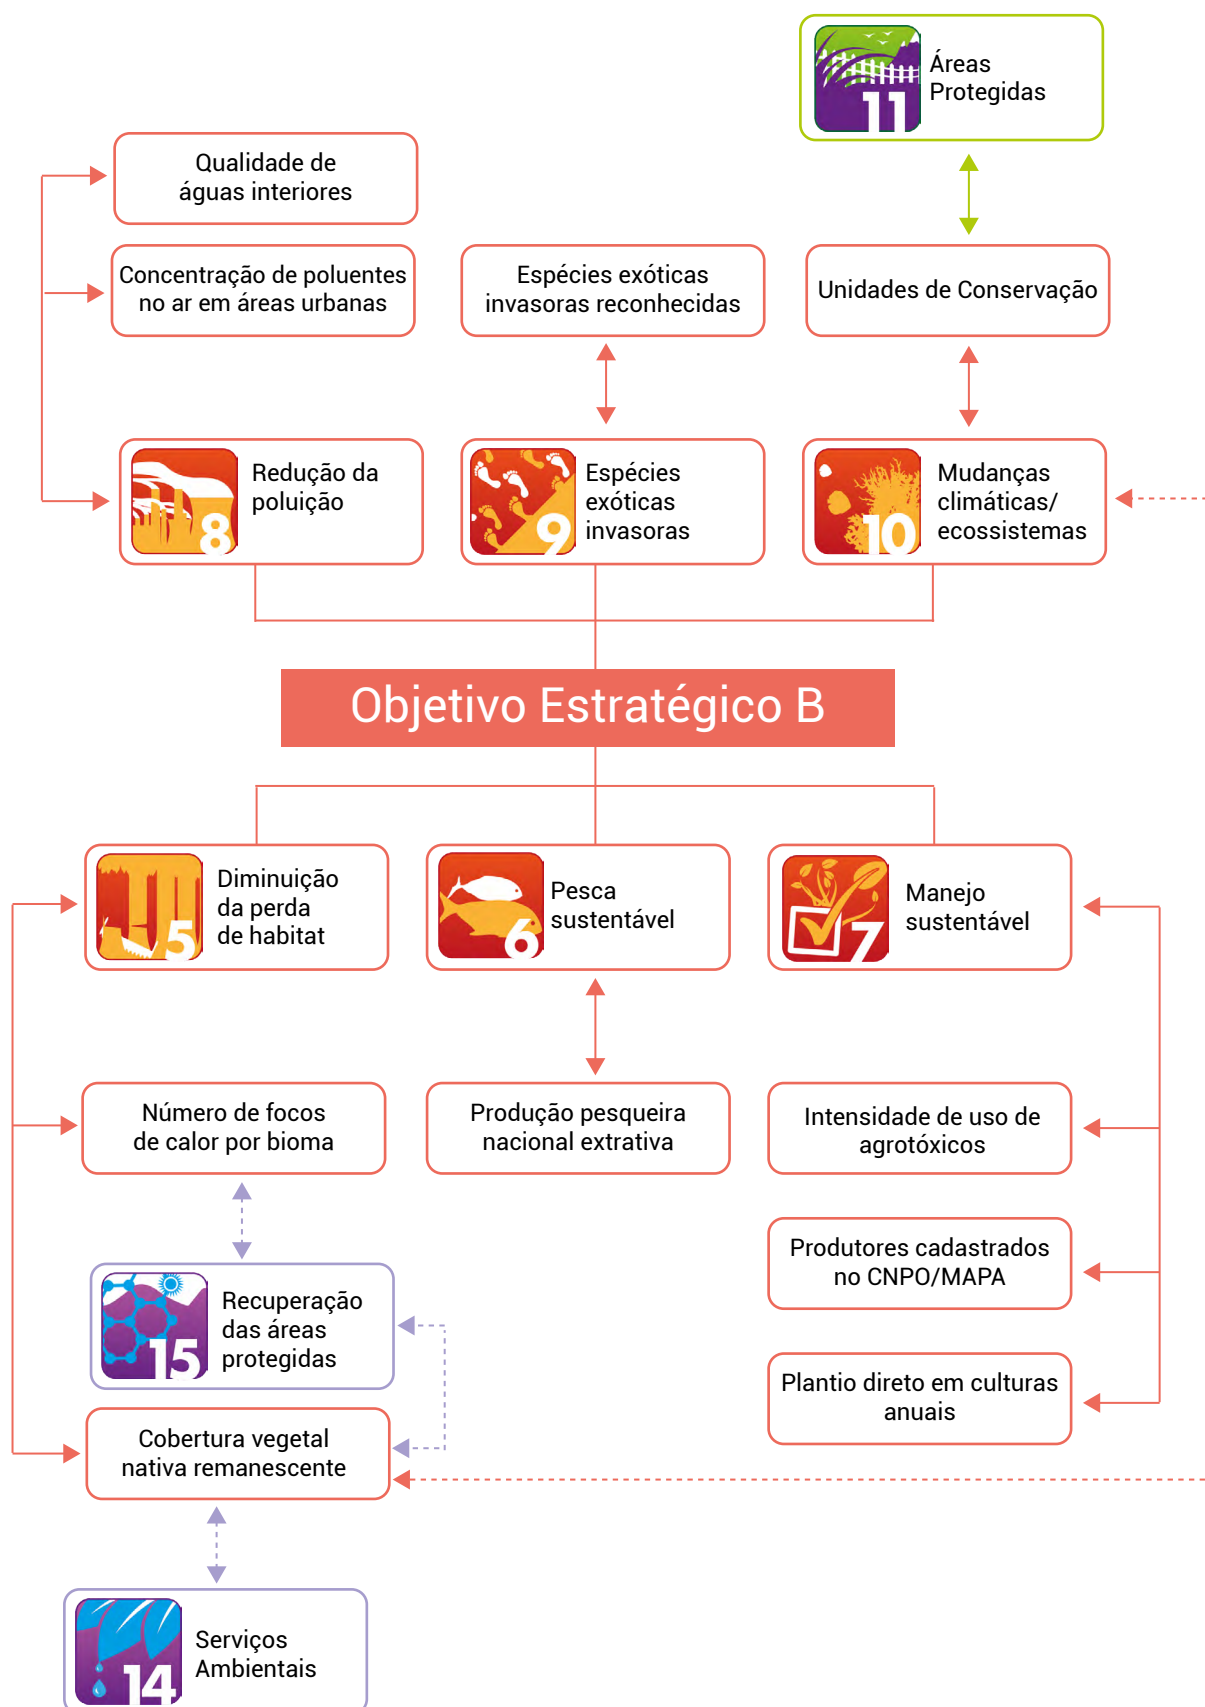 11
Áreas
Protegidas
Qualidade de
águas interiores
Concentração de poluentes
no ar em áreas urbanas
Espécies exóticas
invasoras reconhecidas
Unidades de Conservação
8
Redução da
poluição
9
Espécies
exóticas
invasoras
10
Mudanças
climáticas/
ecossistemas
Objetivo Estratégico B
5
Diminuição
da perda
de habitat
6
Pesca
sustentável
7
Manejo
sustentável
Número de focos
de calor por bioma
Produção pesqueira
nacional extrativa
Intensidade de uso de
agrotóxicos
Produtores cadastrados
no CNPO/MAPA
15
Recuperação
das áreas
protegidas
Plantio direto em culturas
anuais
Cobertura vegetal
nativa remanescente
14
Serviços
Ambientais